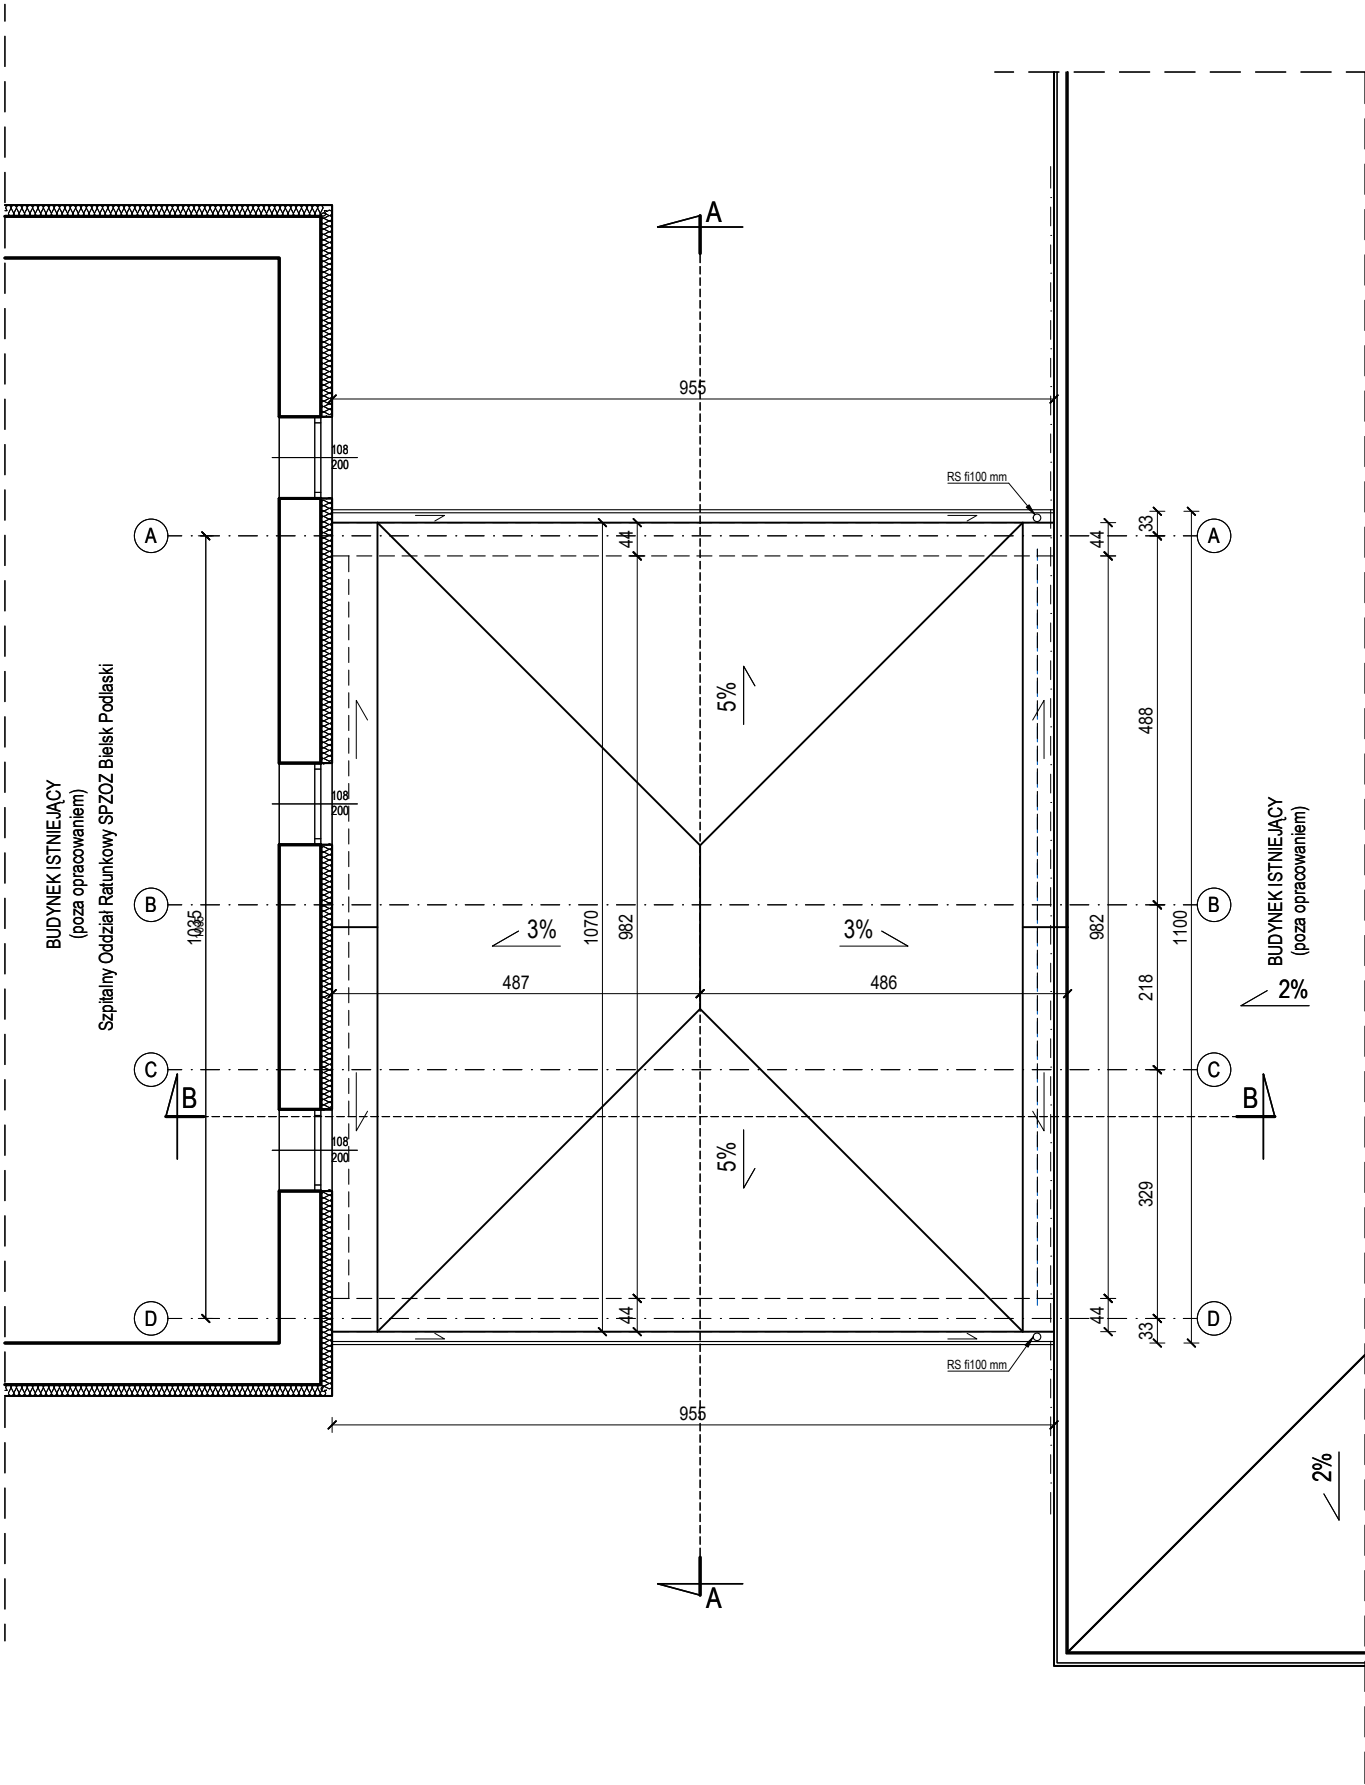 A
955
108
200
RS fi100 mm
A
44
44
33
A
5%
488
BUDYNEK ISTNIEJĄCY
(poza opracowaniem)
Szpitalny Oddział Ratunkowy SPZOZ Bielsk Podlaski
108
200
BUDYNEK ISTNIEJĄCY
(poza opracowaniem)
B
1035
3%
1070
982
3%
982
1100
B
487
486
218
2%
C
C
B
B
108
200
5%
329
D
44
44
33
D
RS fi100 mm
955
2%
A